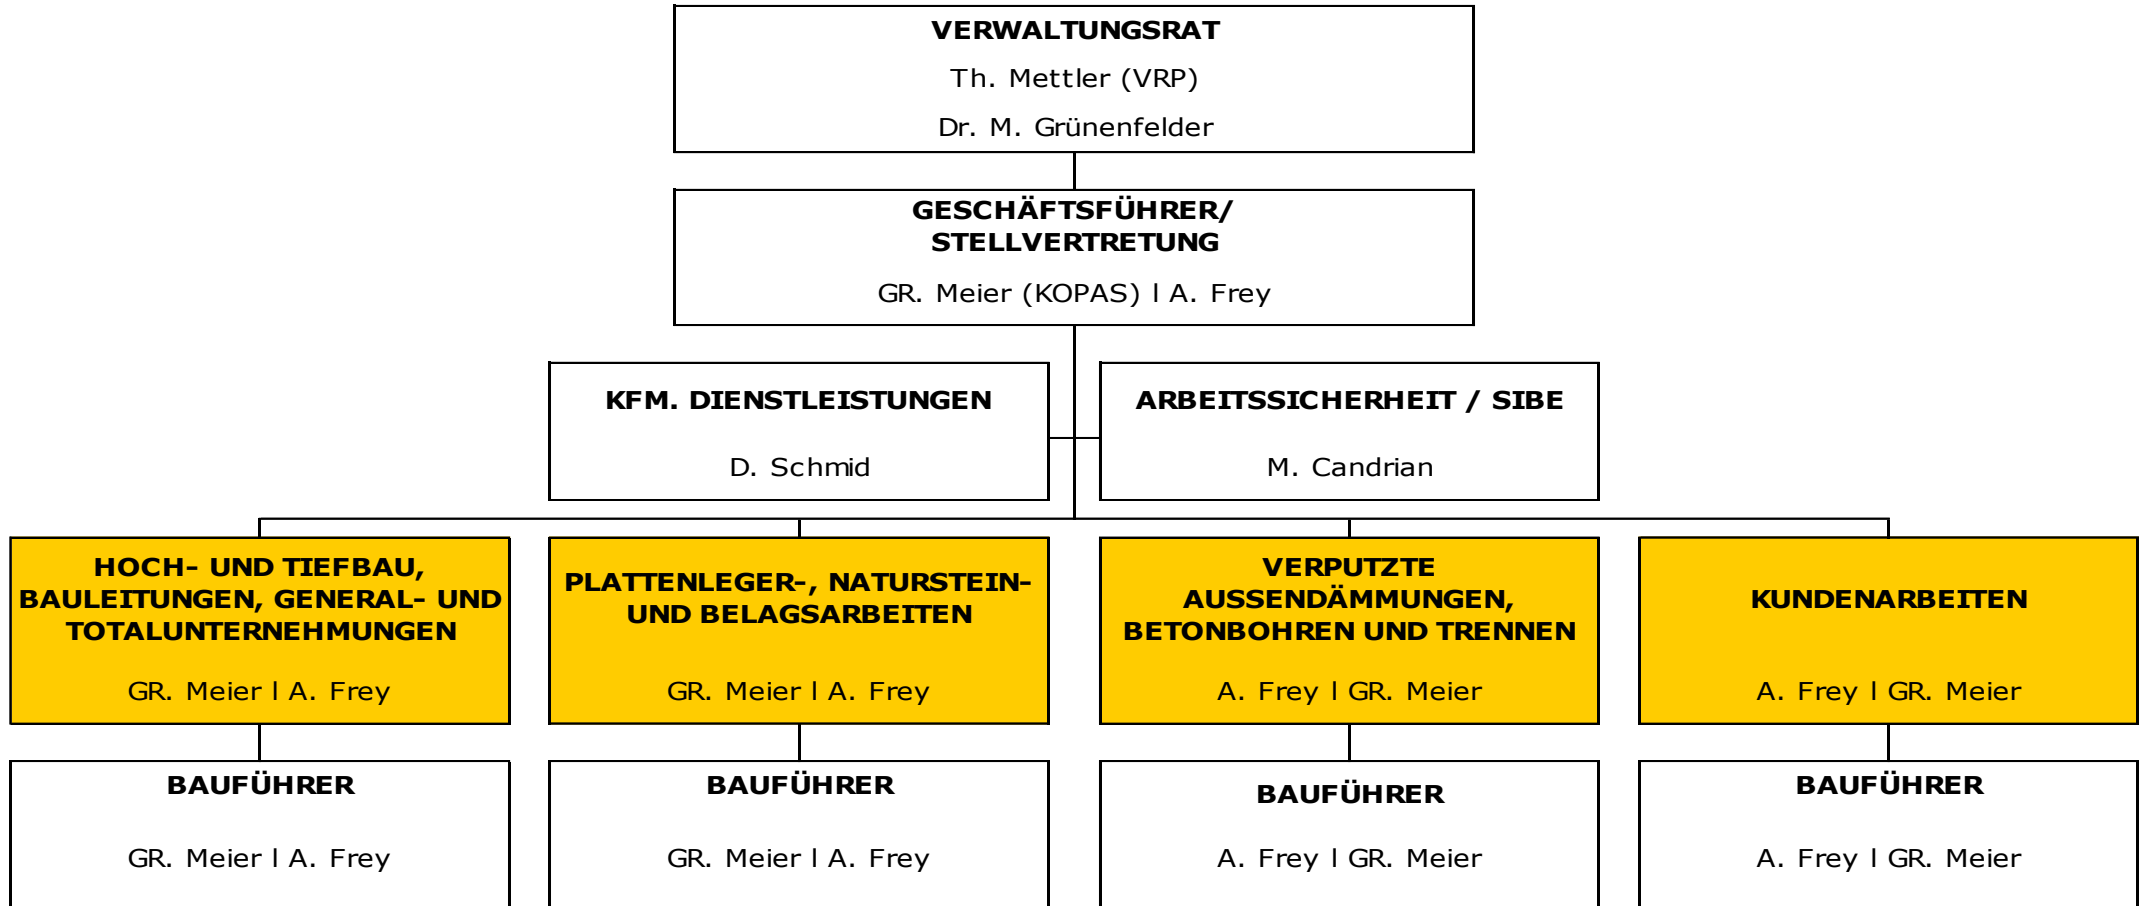 VERWALTUNGSRAT
Th. Mettler (VRP)
Dr. M. Grünenfelder
GESCHÄFTSFÜHRER/
STELLVERTRETUNG
GR. Meier (KOPAS) l A. Frey
KFM. DIENSTLEISTUNGEN
D. Schmid
ARBEITSSICHERHEIT / SIBE
M. Candrian
HOCH- UND TIEFBAU,
BAULEITUNGEN, GENERAL- UND
TOTALUNTERNEHMUNGEN
GR. Meier l A. Frey
PLATTENLEGER-, NATURSTEIN-
UND BELAGSARBEITEN
GR. Meier l A. Frey
VERPUTZTE
AUSSENDÄMMUNGEN,
BETONBOHREN UND TRENNEN
A. Frey l GR. Meier
KUNDENARBEITEN
A. Frey l GR. Meier
BAUFÜHRER
GR. Meier l A. Frey
BAUFÜHRER
GR. Meier l A. Frey
BAUFÜHRER
A. Frey l GR. Meier
BAUFÜHRER
A. Frey l GR. Meier